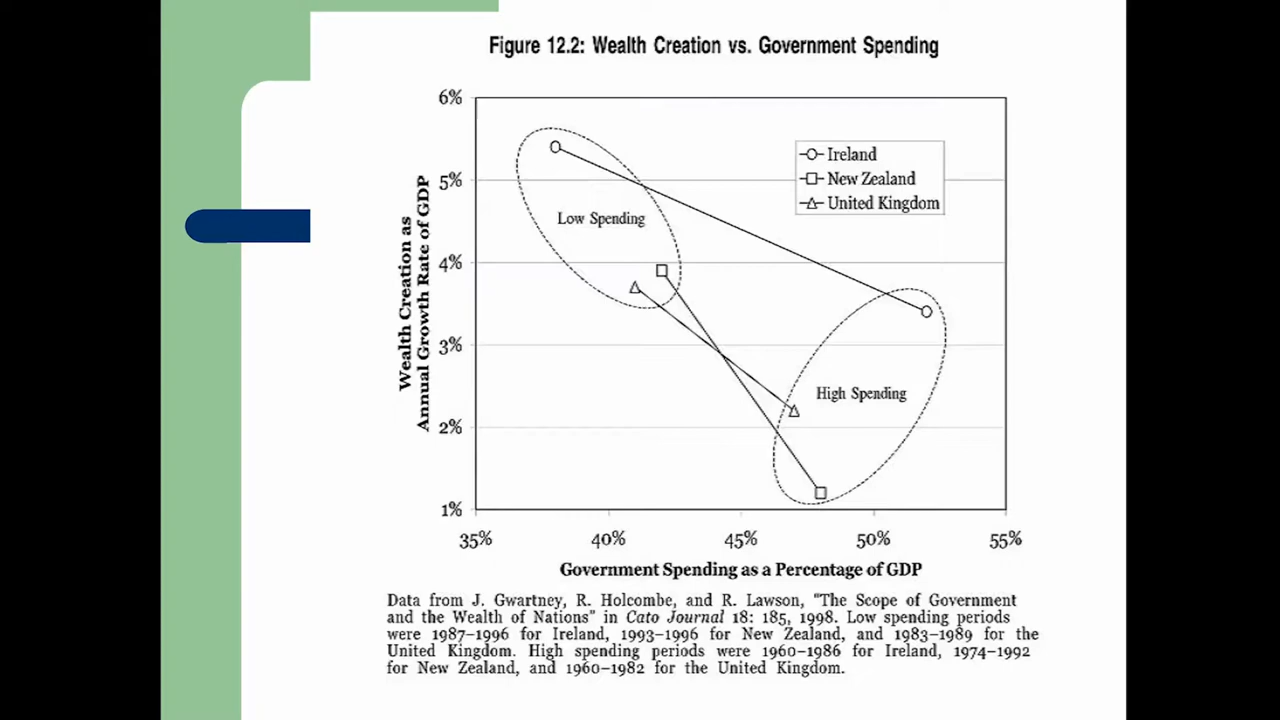 Figure 12.2: Wealth Creation vs. Government Spending
6%
5%
4%
3%
2%
1%
Wealth Creation as
Annual Growth Rate of GDP
Ireland
New Zealand
United Kingdom
Low Spending
High Spending
35%
40%
45%
50%
55%
Government Spending as a Percentage of GDP
Data from J. Gwartney, R. Holcombe, and R. Lawson, "The Scope of Government
and the Wealth of Nations" in Cato Journal 18: 185, 1998. Low spending periods
were 1987–1996 for Ireland, 1993–1996 for New Zealand, and 1983–1989 for the
United Kingdom. High spending periods were 1960–1986 for Ireland, 1974–1992
for New Zealand, and 1960–1982 for the United Kingdom.